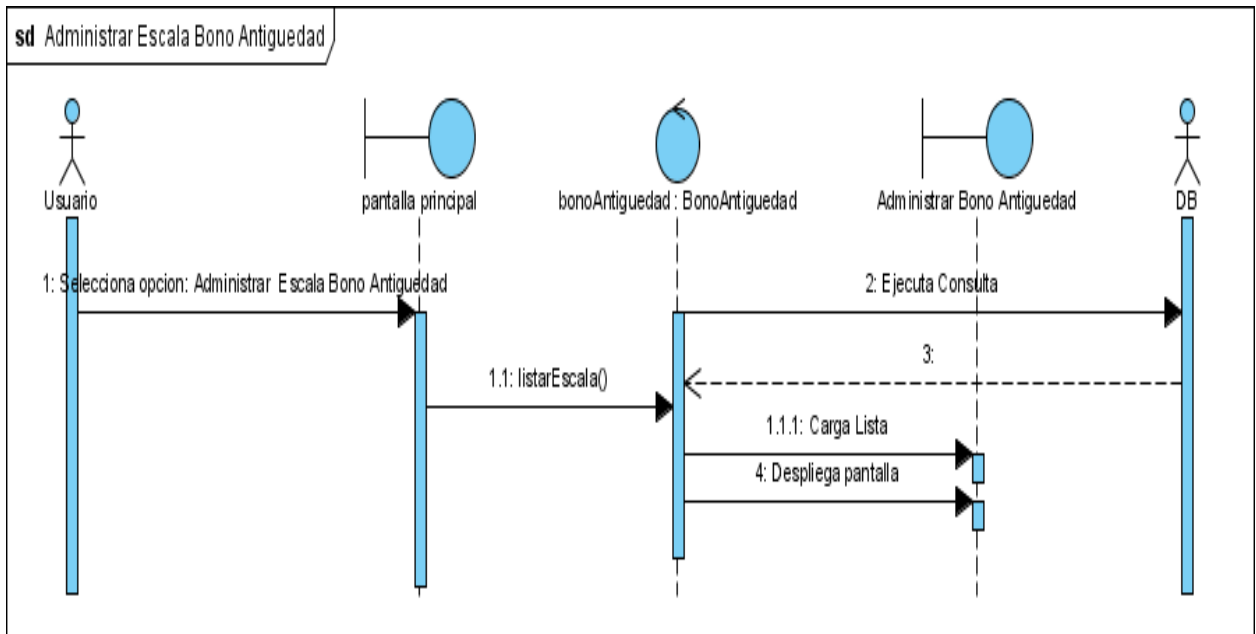 sd Administrar Escala Bono Antiguedad
Usuario
pantalla principal
bonoAntiguedad : BonoAntiguedad
Administrar Bono Antiguedad
DB
1: Selecciona opcion: Administrar Escala Bono Antiguedad
2: Ejecuta Consulta
3:
1.1: listarEscala()
1.1.1: Carga Lista
4: Despliega pantalla